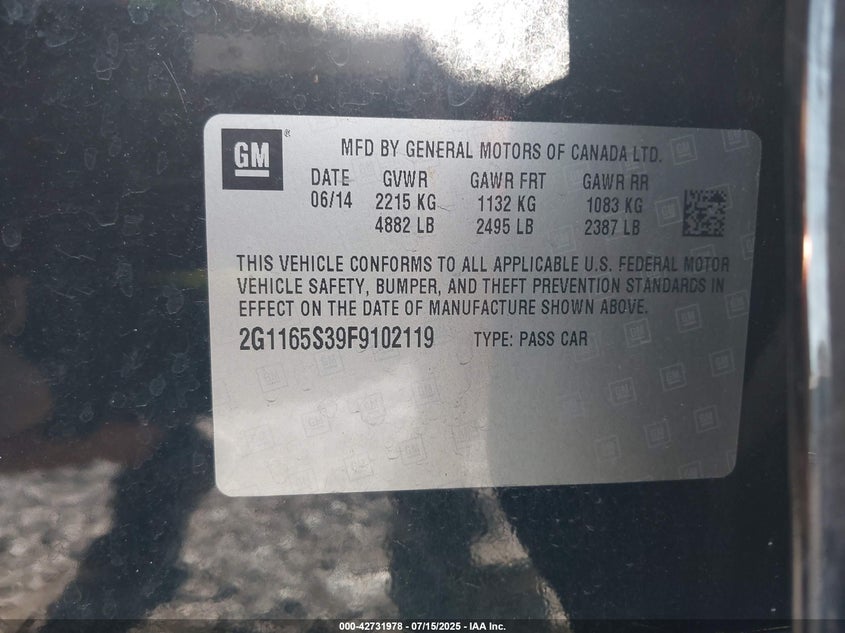 GM ®
MFD BY GENERAL MOTORS OF CANADA LTD.
DATE GVWR GAWR FRT GAWR RR
06/14 2215 KG 1132 KG 1083 KG
4882 LB 2495 LB 2387 LB
THIS VEHICLE CONFORMS TO ALL APPLICABLE U.S. FEDERAL MOTOR
VEHICLE SAFETY, BUMPER, AND THEFT PREVENTION STANDARDS IN
EFFECT ON THE DATE OF MANUFACTURE SHOWN ABOVE.
2G1165S39F9102119 TYPE: PASS CAR
000-42731978 - 07/15/2025 - IAA Inc.